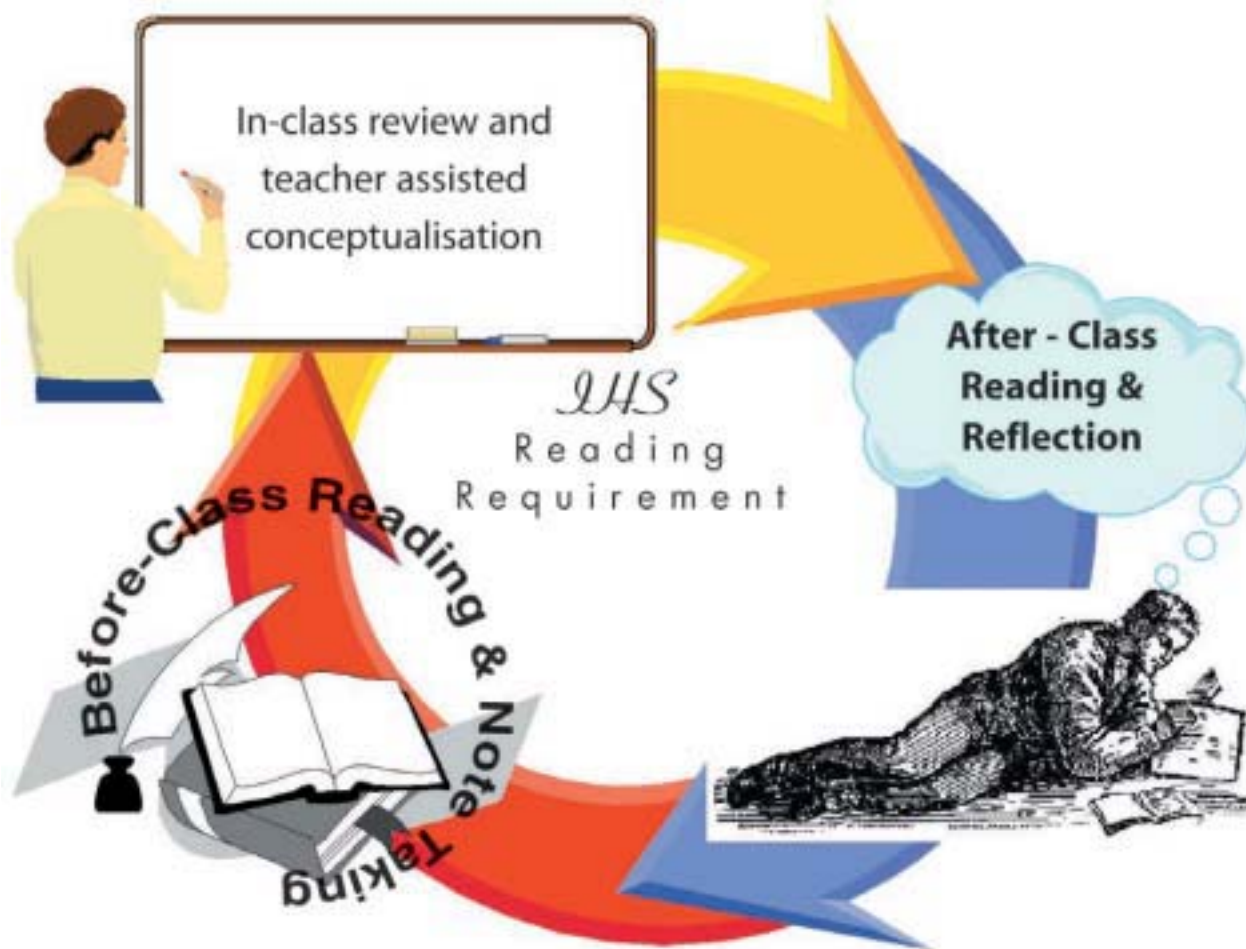 In-class review and
teacher assisted
conceptualisation
After - Class
Reading &
Reflection
IHS
Reading
Requirement
Before-Class Reading & Note Taking